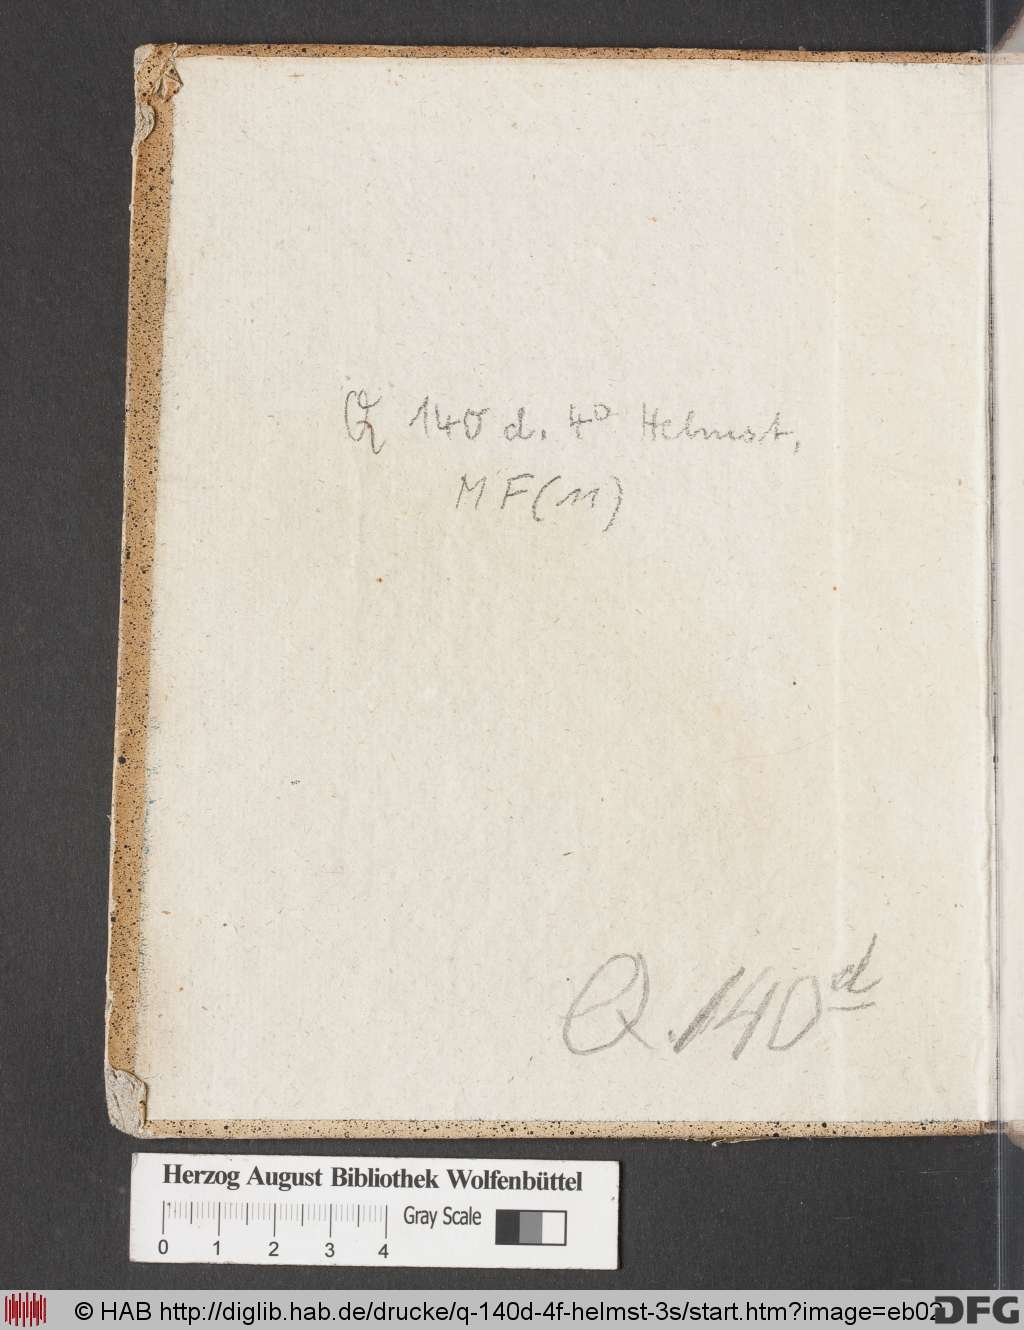 Q 140 d. 4° Helmst.
MF (11)
Q. 140 d
Herzog August Bibliothek Wolfenbüttel
Gray Scale
0 1 2 3 4
© HAB http://diglib.hab.de/drucke/q-140d-4f-helmst-3s/start.htm?image=eb02
DFG